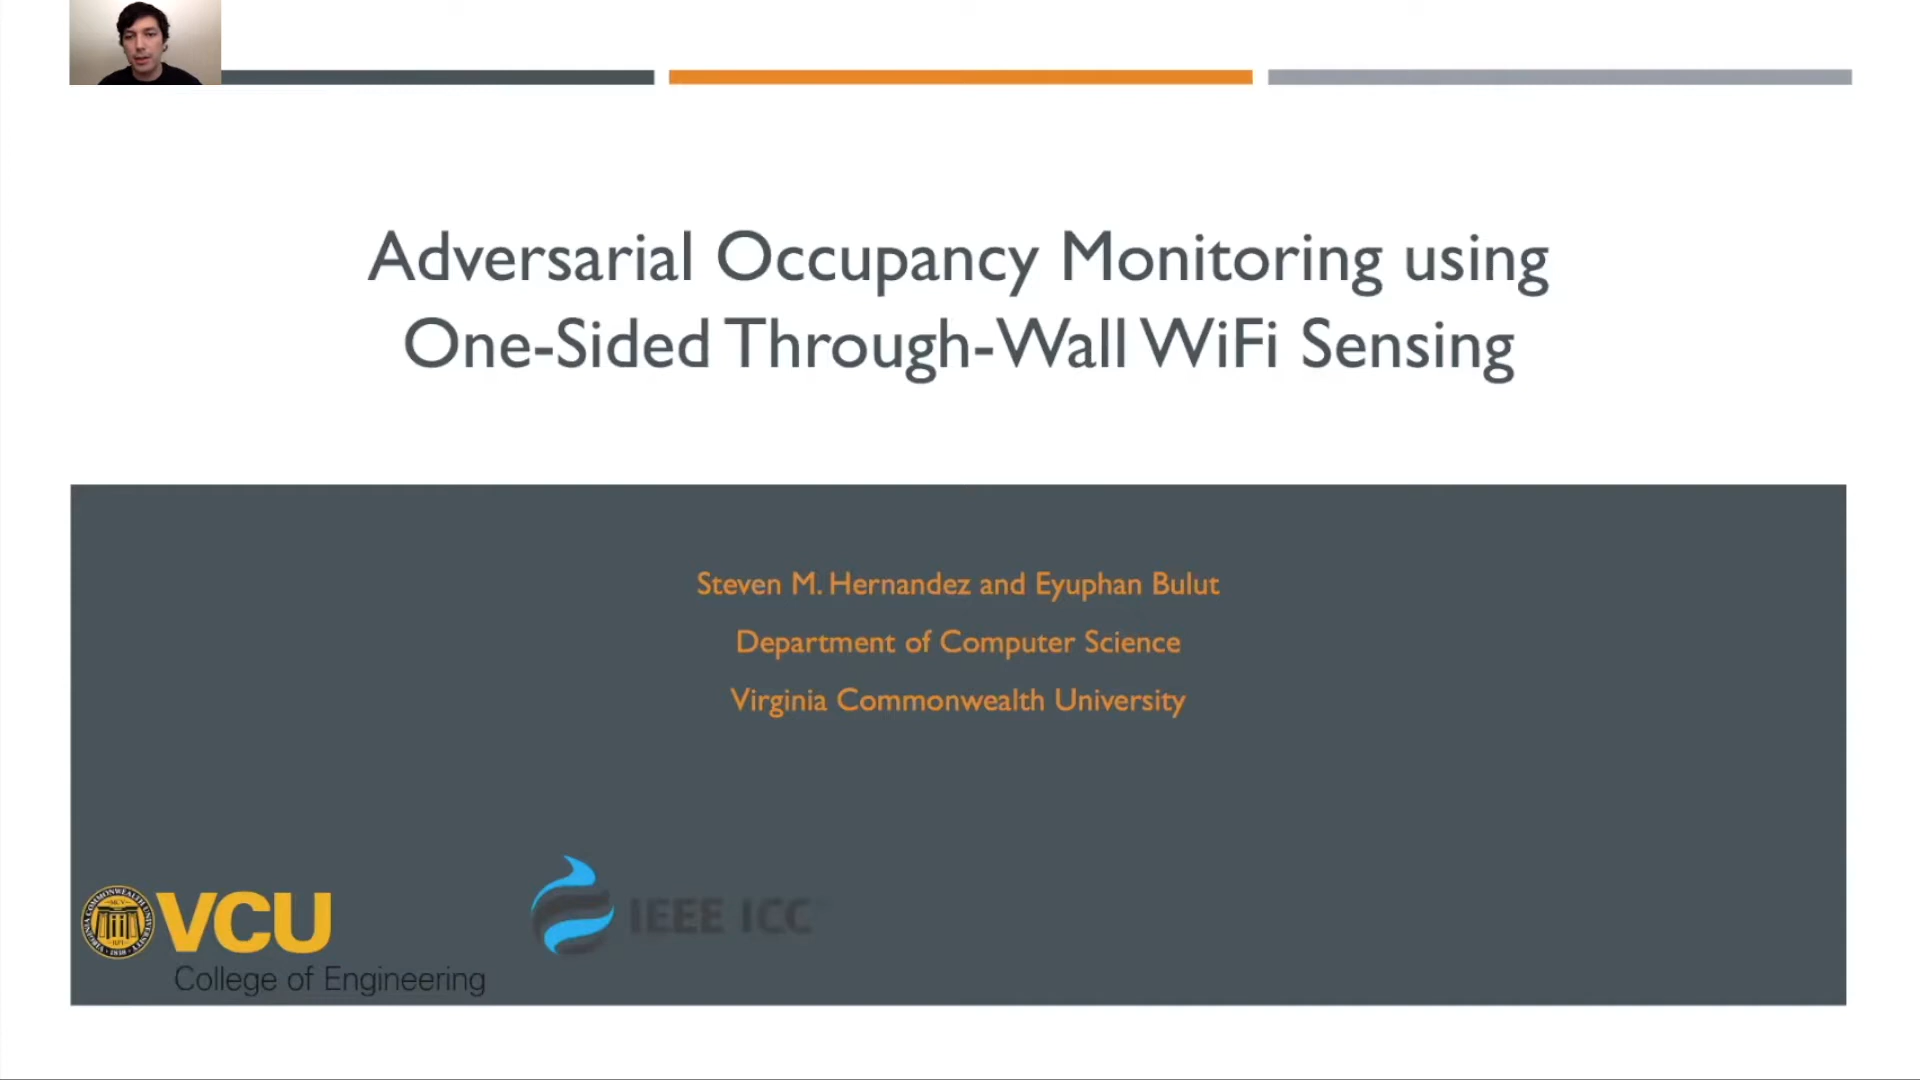 Adversarial Occupancy Monitoring using
One-Sided Through-Wall WiFi Sensing
Steven M. Hernandez and Eyuphan Bulut
Department of Computer Science
Virginia Commonwealth University
VCU
College of Engineering
IEEE ICC